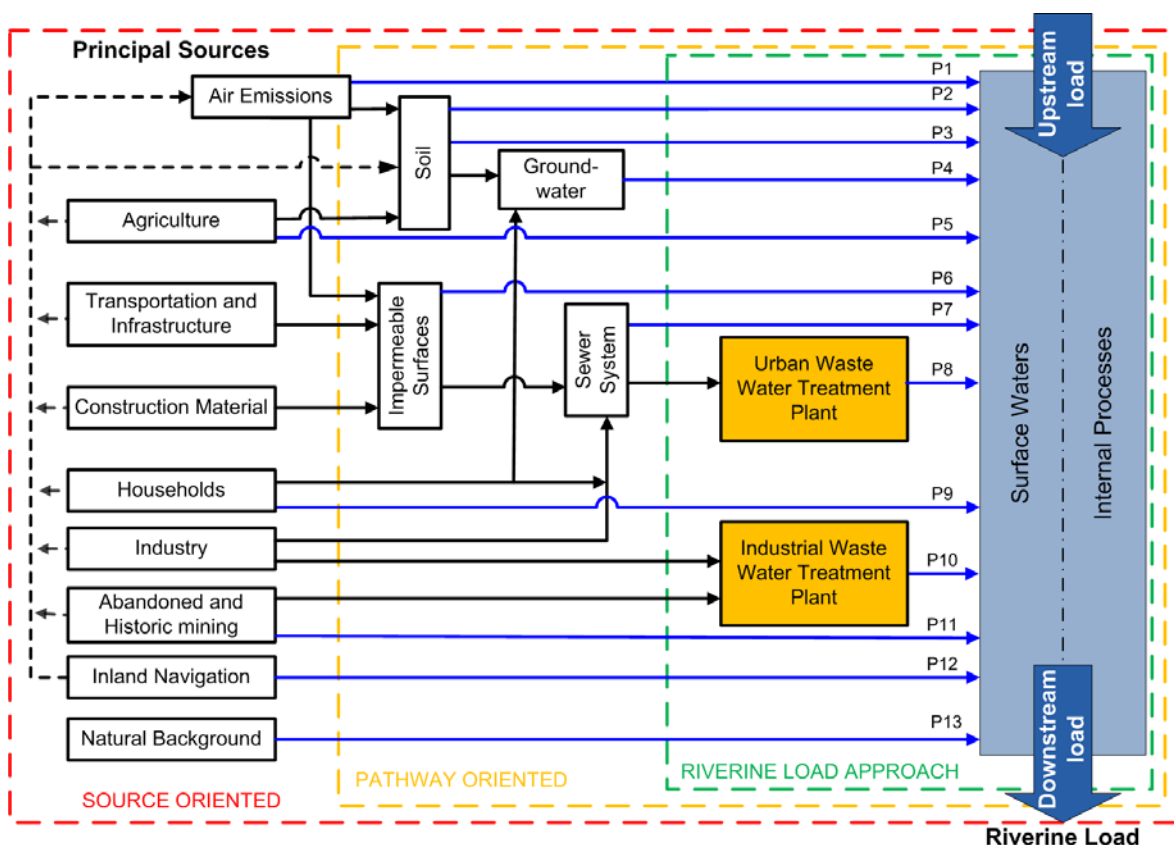 Principal Sources
Air Emissions
Agriculture
Transportation and
Infrastructure
Construction Material
Households
Industry
Abandoned and
Historic mining
Inland Navigation
Natural Background
SOURCE ORIENTED
Soil
Ground-
water
Impermeable
Surfaces
Sewer
System
PATHWAY ORIENTED
Urban Waste
Water Treatment
Plant
Industrial Waste
Water Treatment
Plant
RIVERINE LOAD APPROACH
P1
P2
P3
P4
P5
P6
P7
P8
P9
P10
P11
P12
P13
Upstream
load
Surface Waters
Internal Processes
Downstream
load
Riverine Load